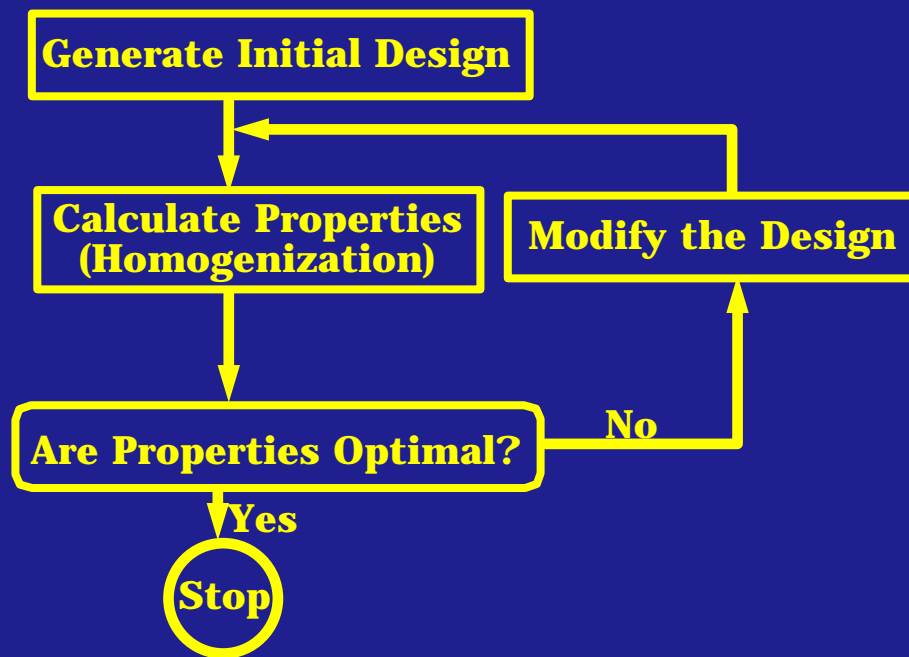 Generate Initial Design
Calculate Properties
(Homogenization)
Modify the Design
Are Properties Optimal?
No
Yes
Stop